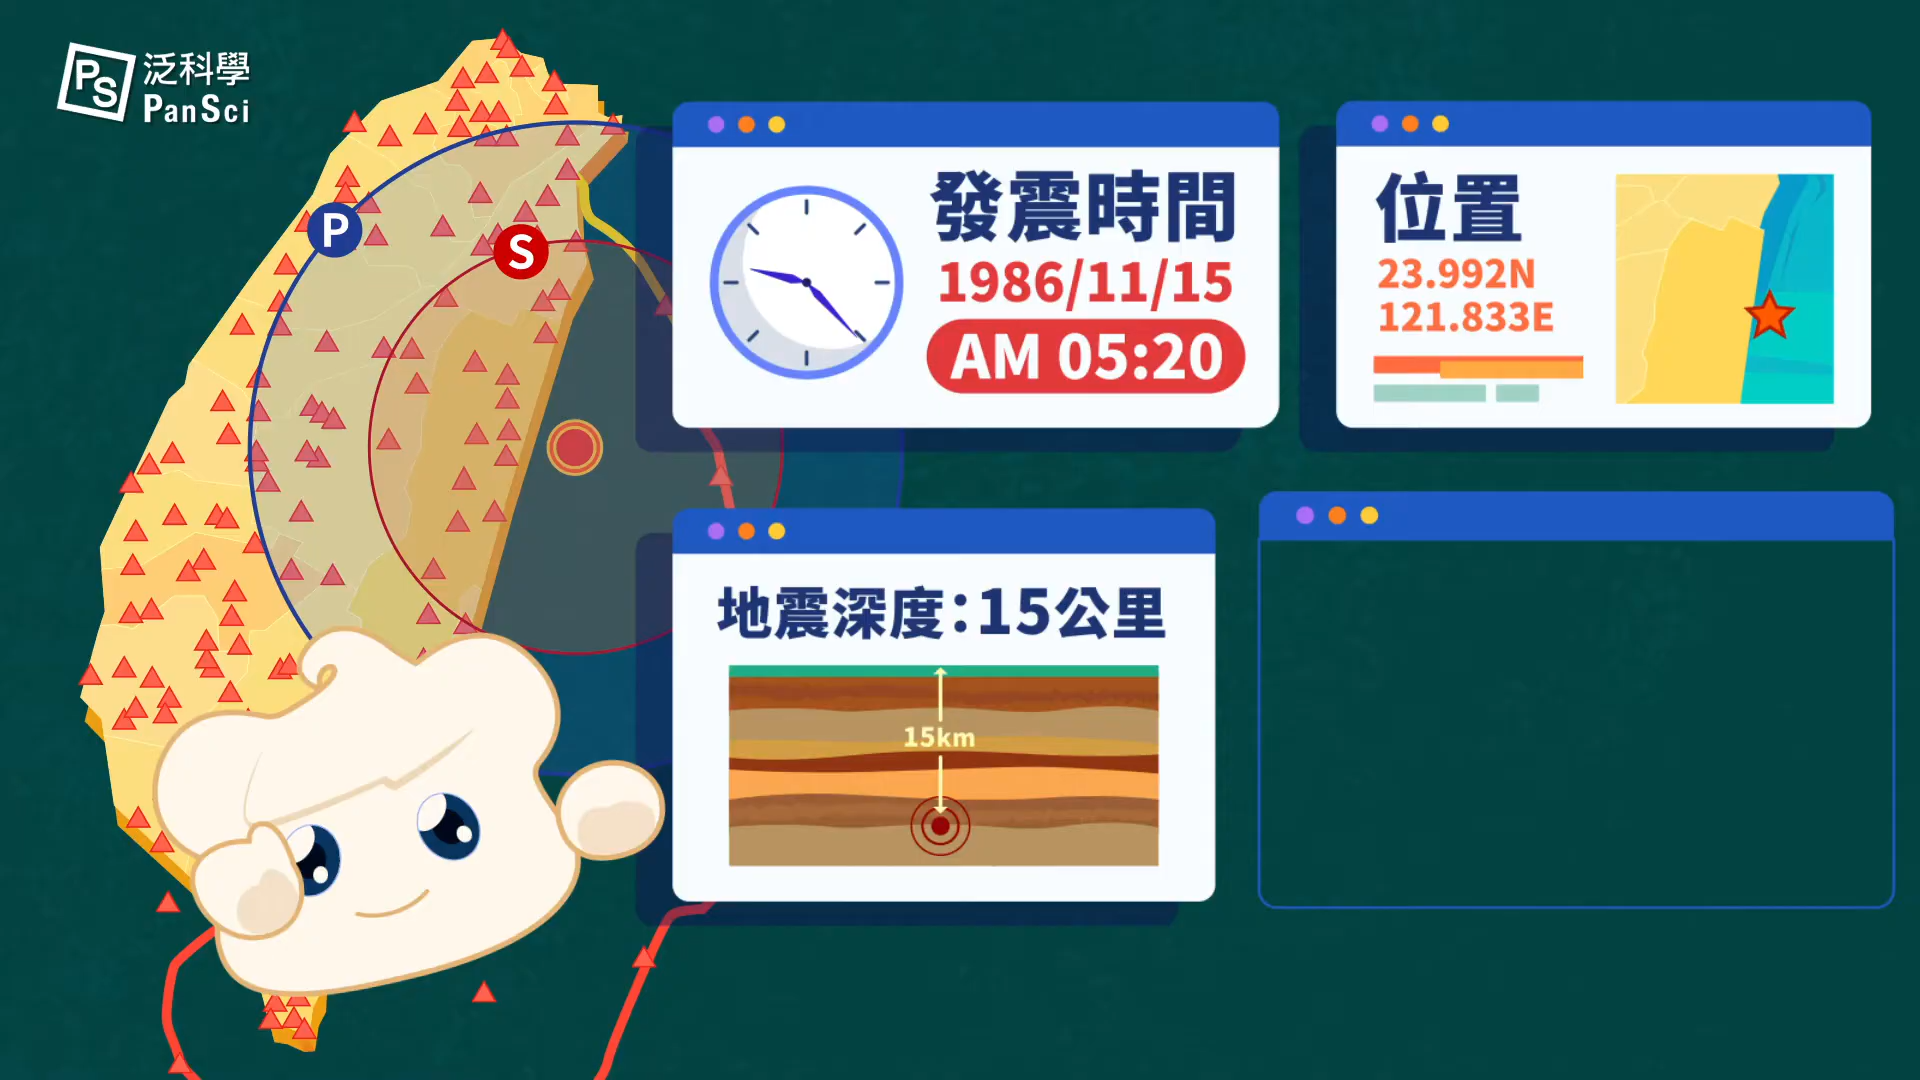 PS 泛科學
PanSci
P
S
發震時間
1986/11/15
AM 05:20
位置
23.992N
121.833E
地震深度：15公里
15km